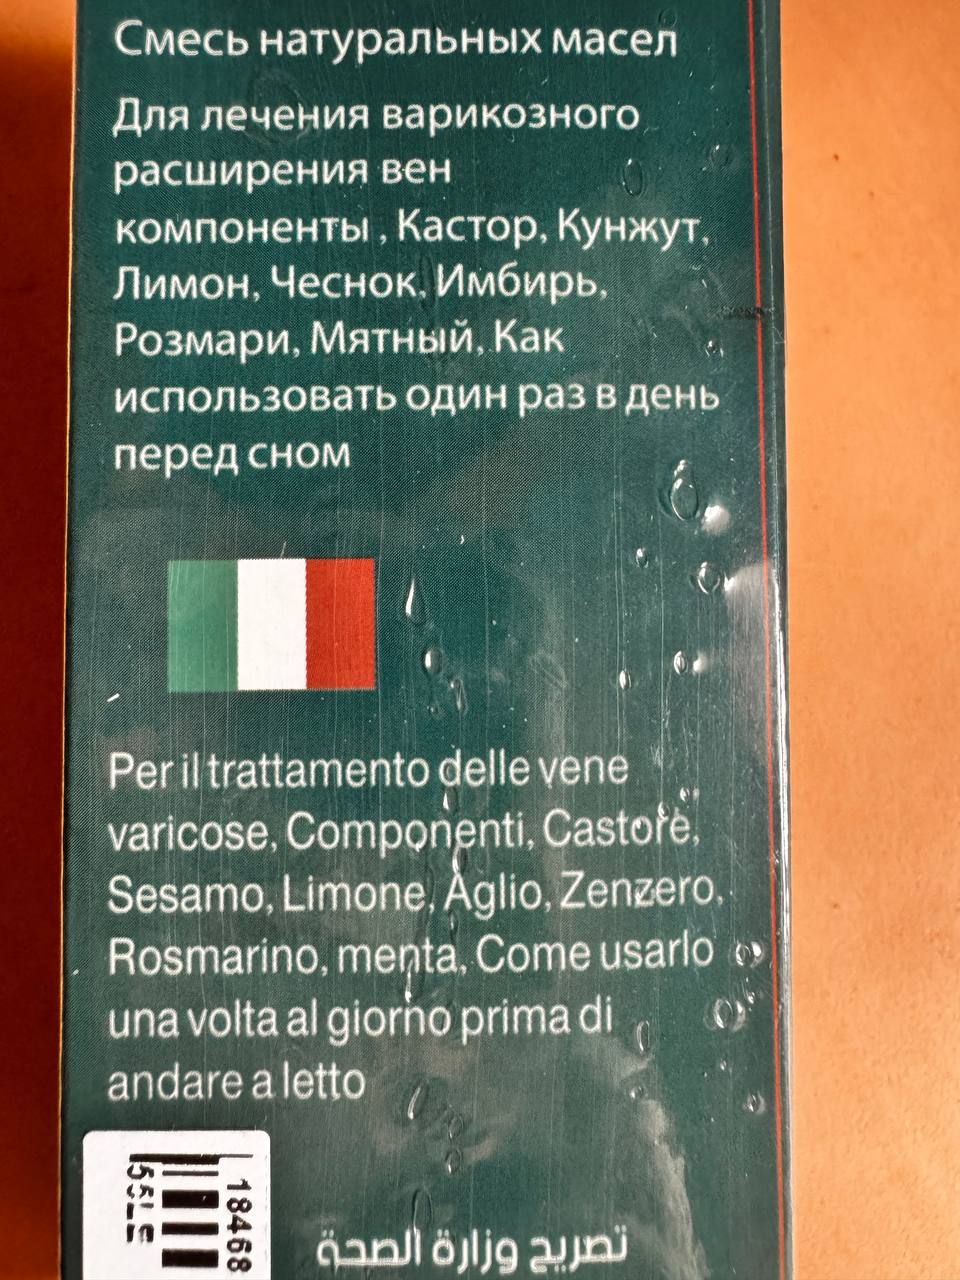 Смесь натуральных масел
Для лечения варикозного
расширения вен
компоненты , Кастор, Кунжут,
Лимон, Чеснок, Имбирь,
Розмари, Мятный, Как
использовать один раз в день
перед сном
Per il trattamento delle vene
varicose, Componenti, Castore,
Sesamo, Limone, Aglio, Zenzero,
Rosmarino, menta, Come usarlo
una volta al giorno prima di
andare a letto
18468
تصريح وزارة الصحة